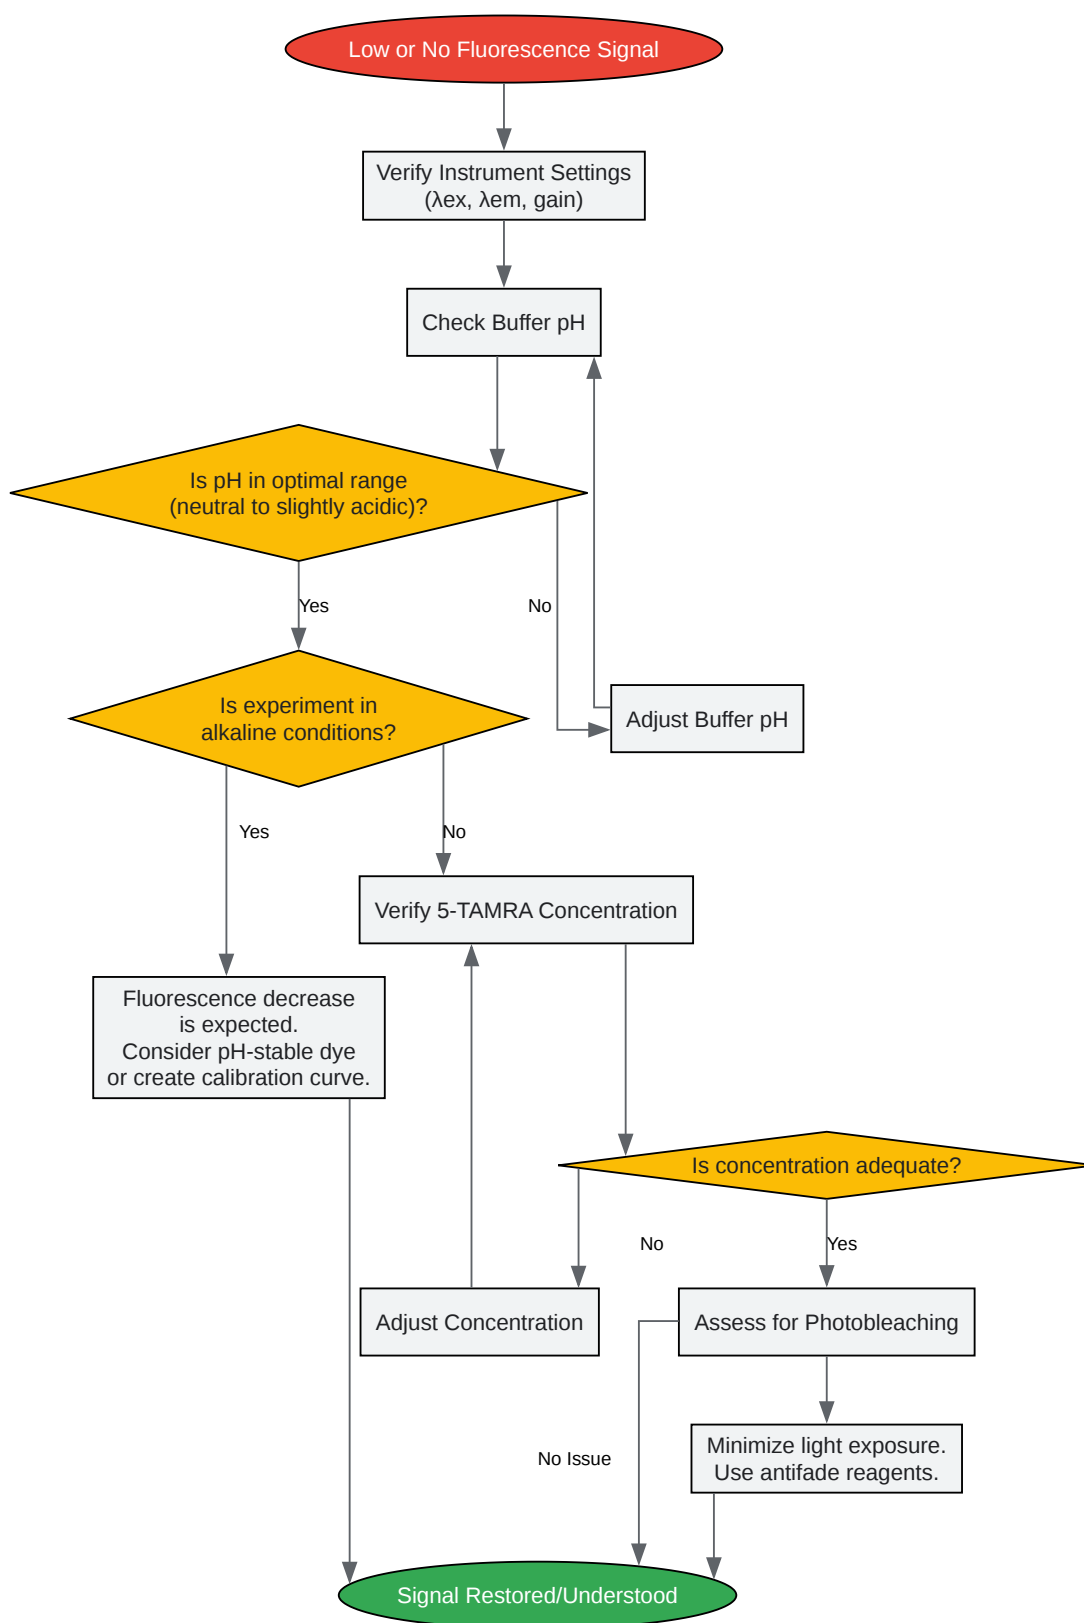 Low or No Fluorescence Signal
Verify Instrument Settings
(λex, λem, gain)
Check Buffer pH
Is pH in optimal range
(neutral to slightly acidic)?
Yes
No
Is experiment in
alkaline conditions?
Adjust Buffer pH
Yes
No
Verify 5-TAMRA Concentration
Fluorescence decrease
is expected.
Consider pH-stable dye
or create calibration curve.
Is concentration adequate?
No
Yes
Adjust Concentration
Assess for Photobleaching
No Issue
Minimize light exposure.
Use antifade reagents.
Signal Restored/Understood